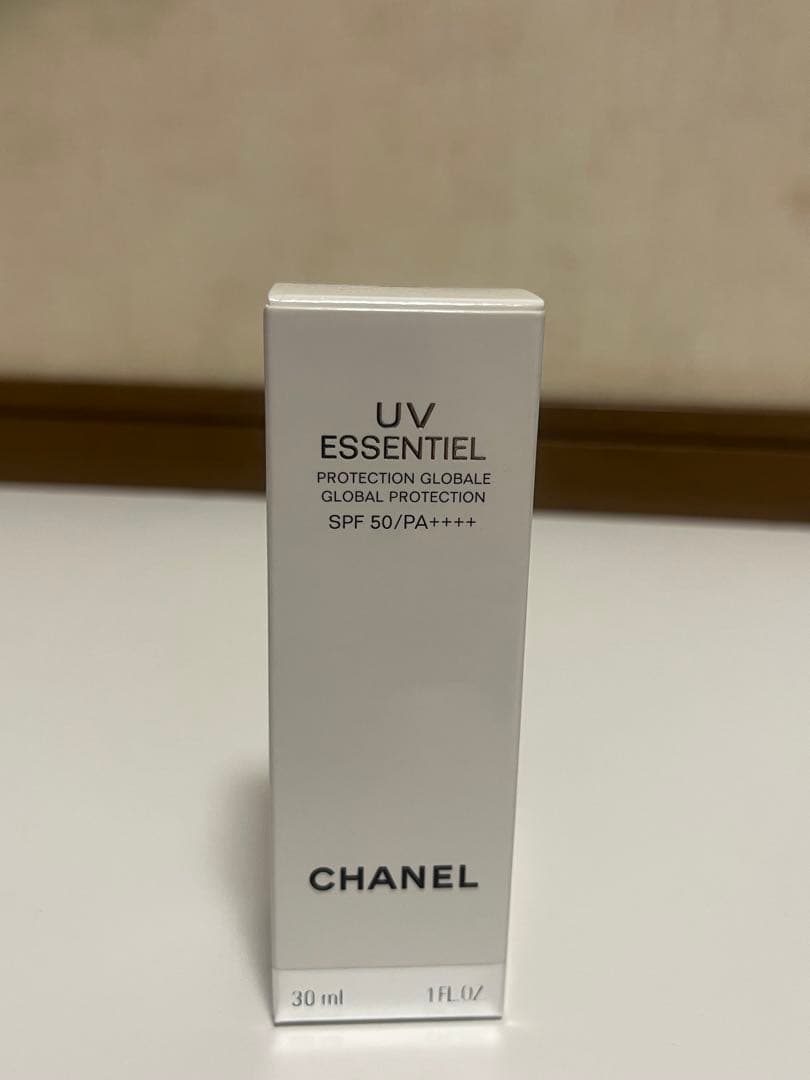 UV
ESSENTIEL
PROTECTION GLOBALE
GLOBAL PROTECTION
SPF 50/PA++++
CHANEL
30 ml 1 FL.OZ